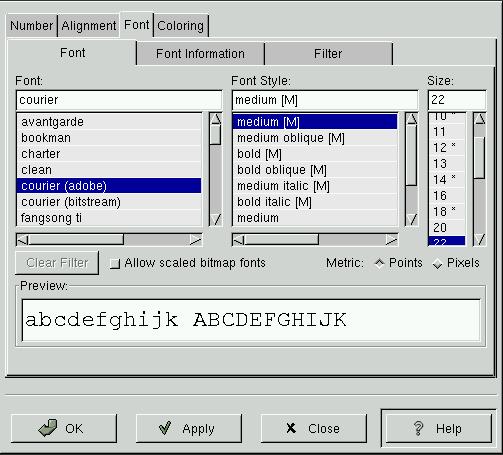 Number Alignment Font Coloring
Font Font Information Filter
Font: Font Style: Size:
courier medium [M] 22
avantgarde
bookman
charter
clean
courier (adobe)
courier (bitstream)
fangsong ti
medium [M]
medium oblique [M]
bold [M]
bold oblique [M]
medium italic [M]
bold italic [M]
medium
10 *
11
12 *
13
14 *
16
18 *
20
22
Clear Filter Allow scaled bitmap fonts Metric: Points Pixels
Preview:
abcdefghijk ABCDEFGHIJK
OK Apply Close Help